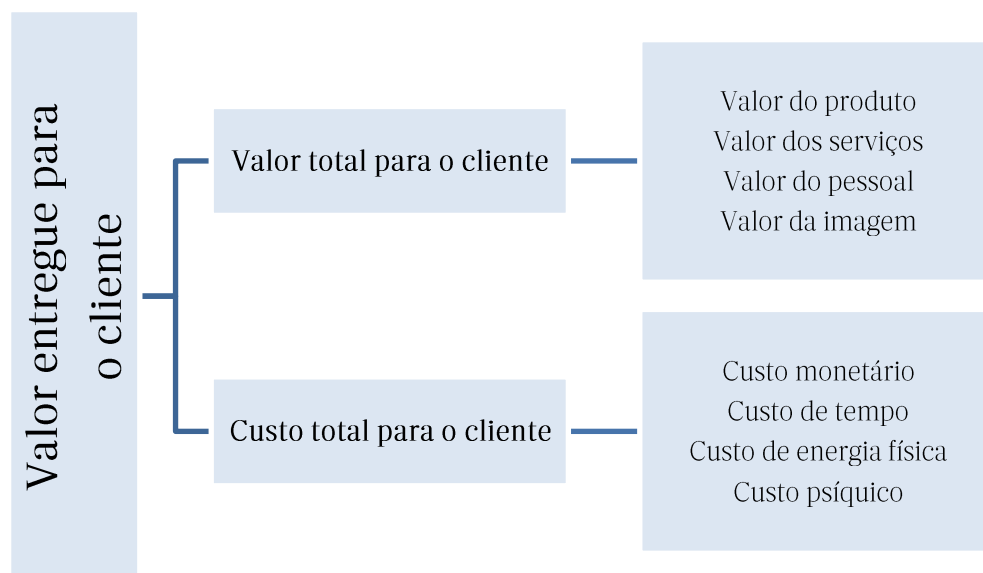 Valor entregue para
o cliente
Valor total para o cliente
Valor do produto
Valor dos serviços
Valor do pessoal
Valor da imagem
Custo total para o cliente
Custo monetário
Custo de tempo
Custo de energia física
Custo psíquico